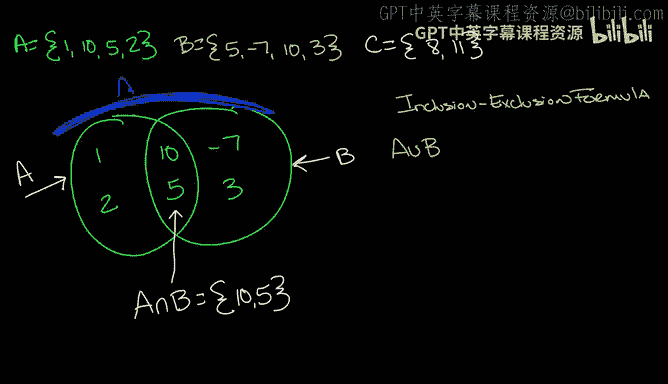 GPT中英字幕课程资源@bilibili.com
GPT中英字幕课程资源 bilibili
A={1,10,5,2} B={5,-7,10,3} C={8,11}
Inclusion-Exclusion Formula
A∪B
A
B
1 10 -7
2 5 3
A∩B={10,5}